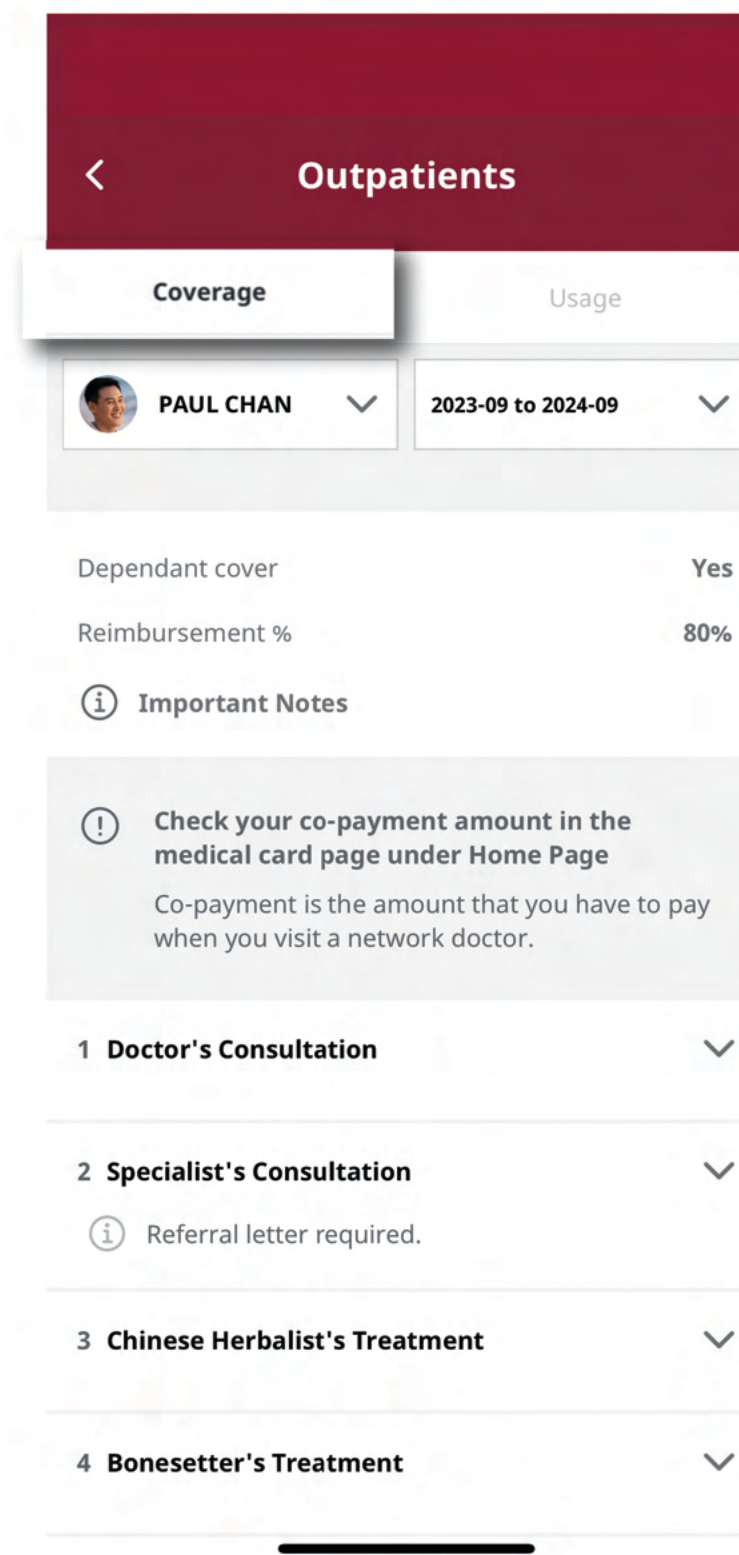 Outpatients
Coverage
Usage
PAUL CHAN
2023-09 to 2024-09
Dependant cover
Yes
Reimbursement %
80%
Important Notes
Check your co-payment amount in the
medical card page under Home Page
Co-payment is the amount that you have to pay
when you visit a network doctor.
1 Doctor's Consultation
2 Specialist's Consultation
Referral letter required.
3 Chinese Herbalist's Treatment
4 Bonesetter's Treatment